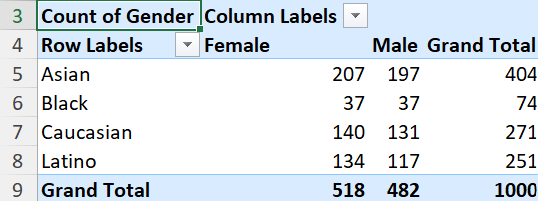 3 Count of Gender Column Labels
4 Row Labels Female Male Grand Total
5 Asian 207 197 404
6 Black 37 37 74
7 Caucasian 140 131 271
8 Latino 134 117 251
9 Grand Total 518 482 1000